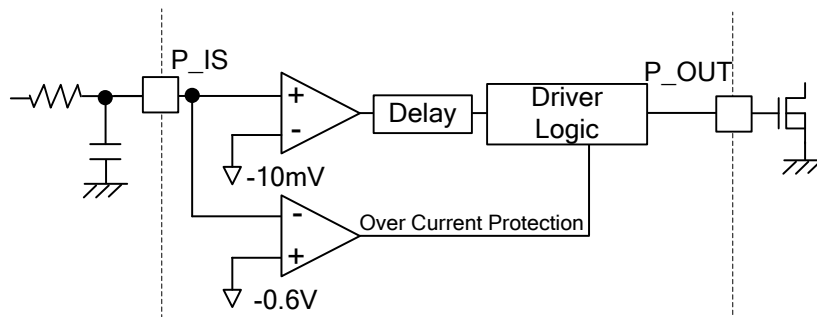 P_IS
P_OUT
+
-
Delay
Driver
Logic
-10mV
-
+
Over Current Protection
-0.6V